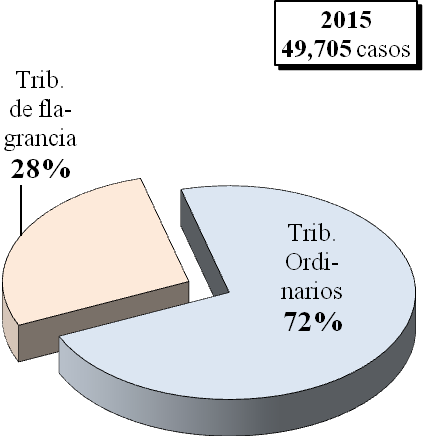 2015
49,705 casos
Trib.
de fla-
grancia
28%
Trib.
Ordi-
narios
72%